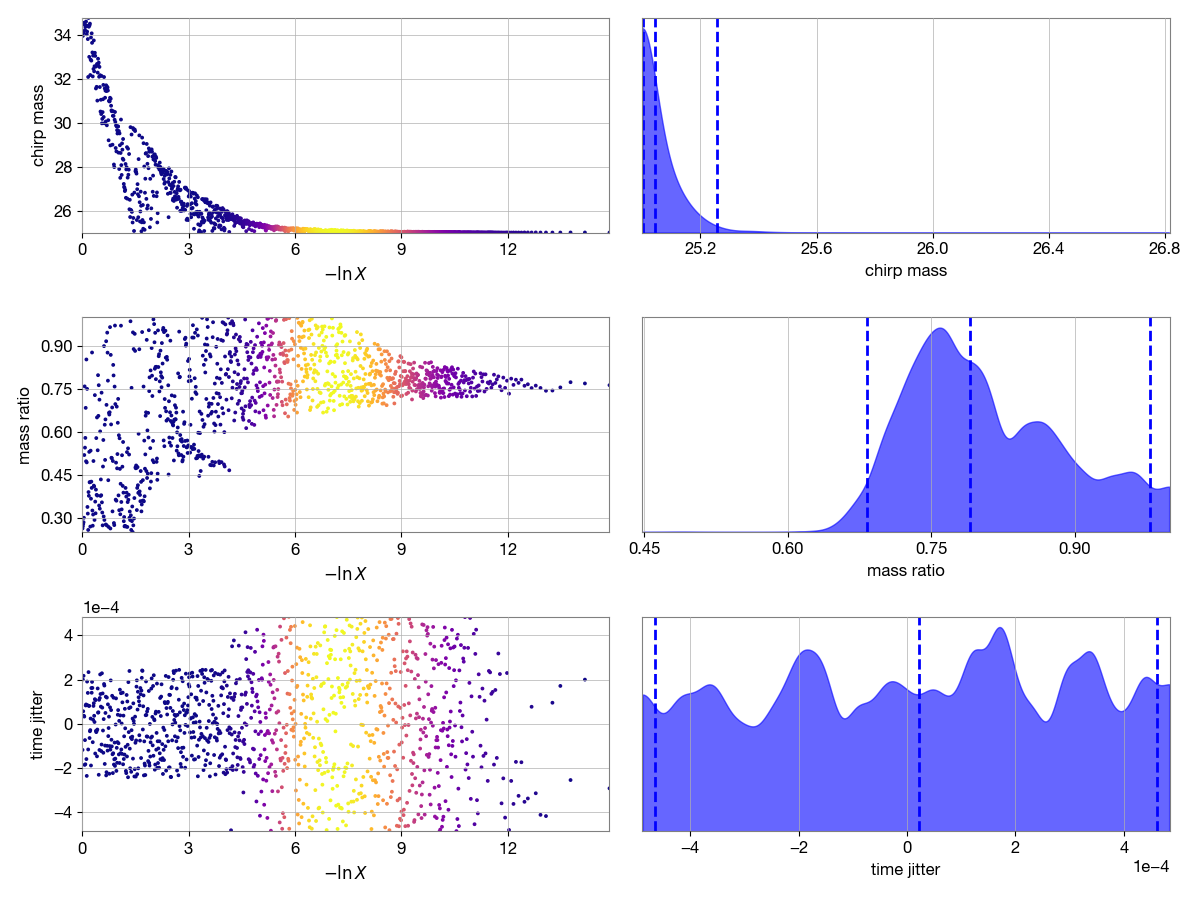 34
32
30
28
26
chirp mass
0 3 6 9 12
−ln X
25.2 25.6 26.0 26.4 26.8
chirp mass
0.90
0.75
0.60
0.45
0.30
mass ratio
0 3 6 9 12
−ln X
0.45 0.60 0.75 0.90
mass ratio
1e−4
4
2
0
−2
−4
time jitter
0 3 6 9 12
−ln X
−4 −2 0 2 4
1e−4
time jitter